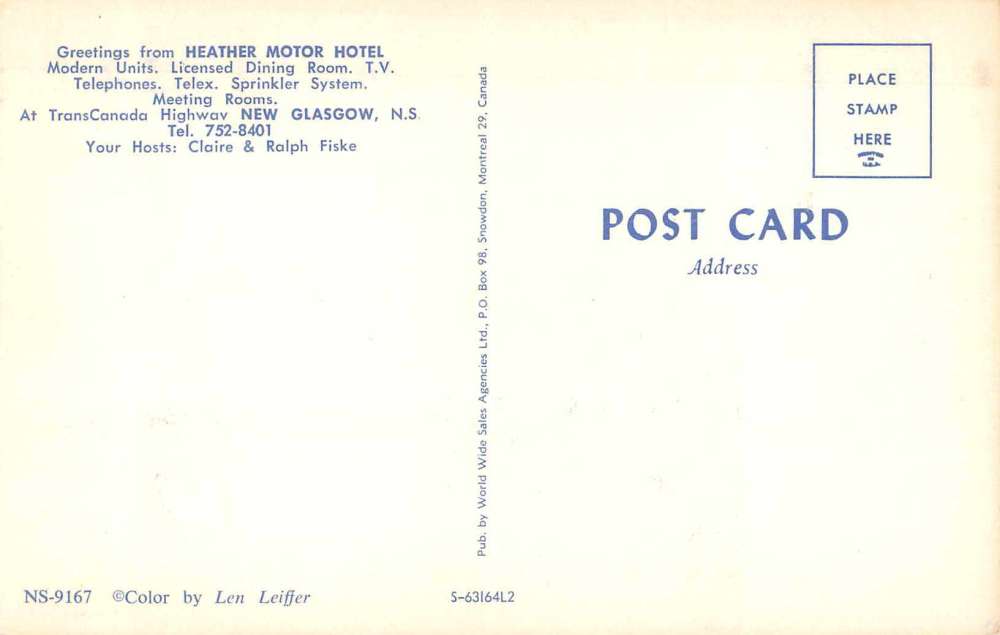 Greetings from HEATHER MOTOR HOTEL
Modern Units. Licensed Dining Room. T.V.
Telephones. Telex. Sprinkler System.
Meeting Rooms.
At TransCanada Highway NEW GLASGOW, N.S.
Tel. 752-8401
Your Hosts: Claire & Ralph Fiske
Pub. by World Wide Sales Agencies Ltd., P.O. Box 98, Snowdon, Montreal 29, Canada
PLACE
STAMP
HERE
POST CARD
Address
NS-9167 ©Color by Len Leiffer
S-63164L2